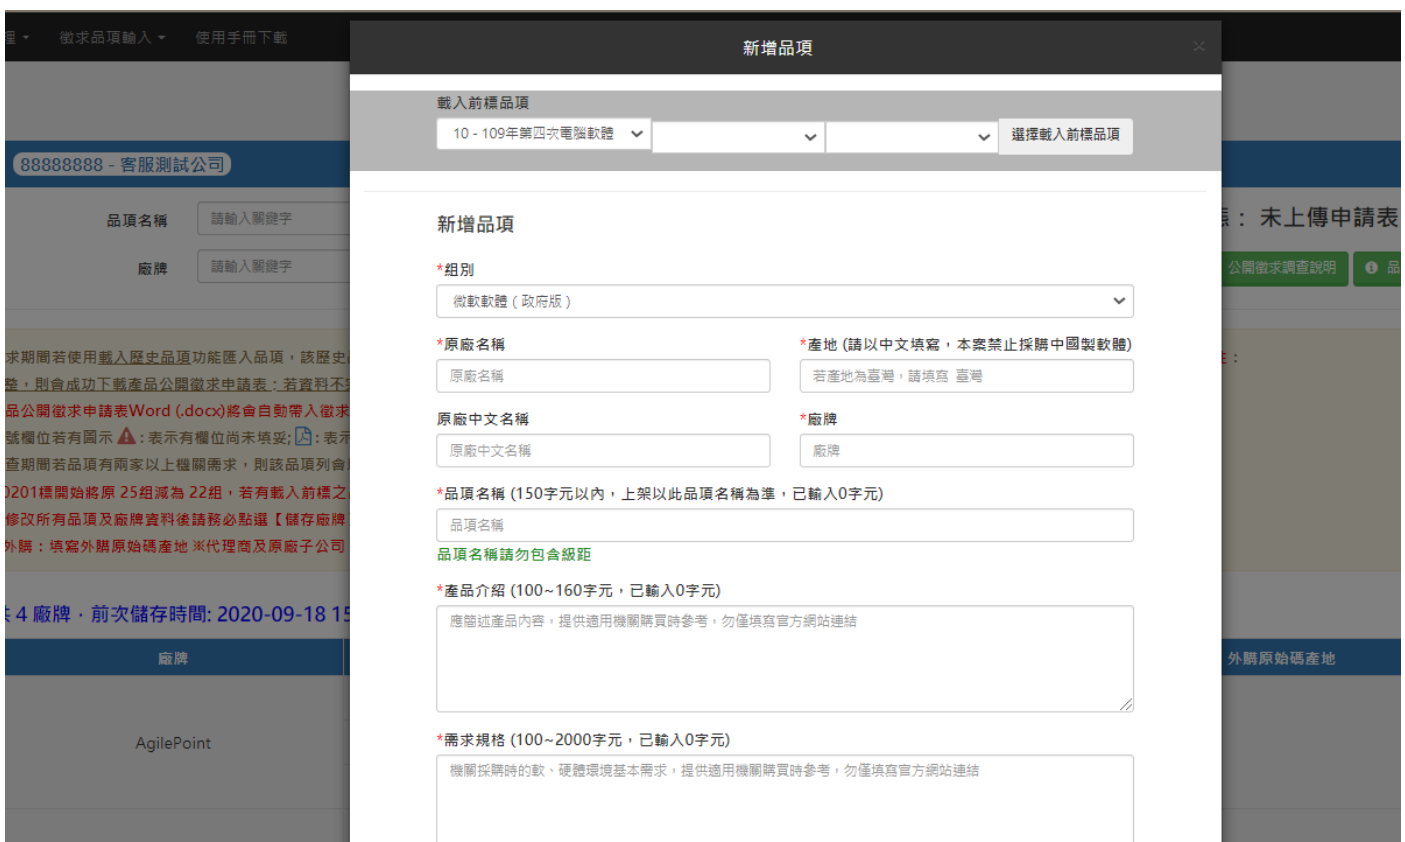 理 徵求品項輸入 使用手冊下載
新增品項 ×
載入前標品項
10 - 109年第四次電腦軟體 選擇載入前標品項
88888888 - 客服測試公司
品項名稱 請輸入關鍵字
廠牌 請輸入關鍵字
: 未上傳申請表
公開徵求調查說明 品
新增品項
*組別
微軟軟體 ( 政府版 )
*原廠名稱 *產地 (請以中文填寫，本案禁止採購中國製軟體)
原廠名稱 若產地為臺灣，請填寫 臺灣
原廠中文名稱 *廠牌
原廠中文名稱 廠牌
*品項名稱 (150字元以內，上架以此品項名稱為準，已輸入0字元)
品項名稱
品項名稱請勿包含級距
*產品介紹 (100~160字元，已輸入0字元)
應簡述產品內容，提供適用機關購買時參考，勿僅填寫官方網站連結
*需求規格 (100~2000字元，已輸入0字元)
機關採購時的軟、硬體環境基本需求，提供適用機關購買時參考，勿僅填寫官方網站連結
求期間若使用載入歷史品項功能匯入品項，該歷史
整，則會成功下載產品公開徵求申請表；若資料不
品公開徵求申請表Word (.docx)將會自動帶入徵求
號欄位若有圖示 : 表示有欄位尚未填妥; : 表示
查期間若品項有兩家以上機關需求，則該品項列會
0201標開始將原 25組減為 22組，若有載入前標之
修改所有品項及廠牌資料後請務必點選【儲存廠牌
外購：填寫外購原始碼產地 ※代理商及原廠子公司
4 廠牌，前次儲存時間: 2020-09-18 15
廠牌 外購原始碼產地
AgilePoint